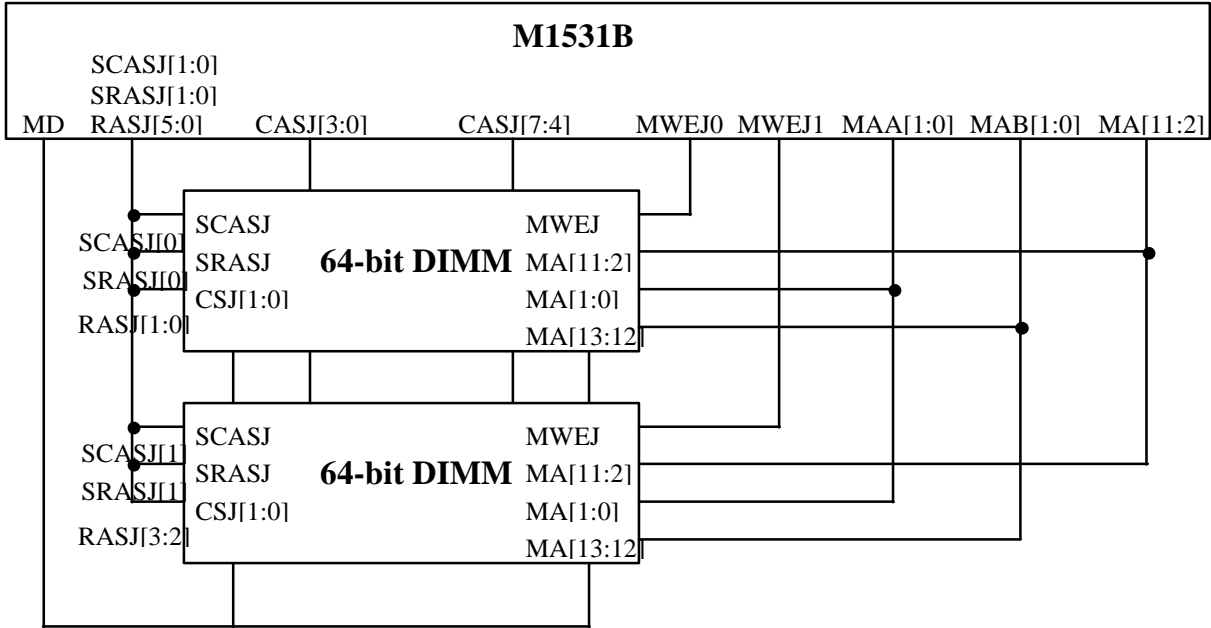 M1531B
SCASJ[1:0]
SRASJ[1:0]
MD RASJ[5:0] CASJ[3:0] CASJ[7:4] MWEJ0 MWEJ1 MAA[1:0] MAB[1:0] MA[11:2]
SCASJ MWEJ
SCASJ[0]
SRASJ 64-bit DIMM MA[11:2]
SRASJ[0]
CSJ[1:0] MA[1:0]
RASJ[1:0]
MA[13:12]
SCASJ MWEJ
SCASJ[1]
SRASJ 64-bit DIMM MA[11:2]
SRASJ[1]
CSJ[1:0] MA[1:0]
RASJ[3:2]
MA[13:12]